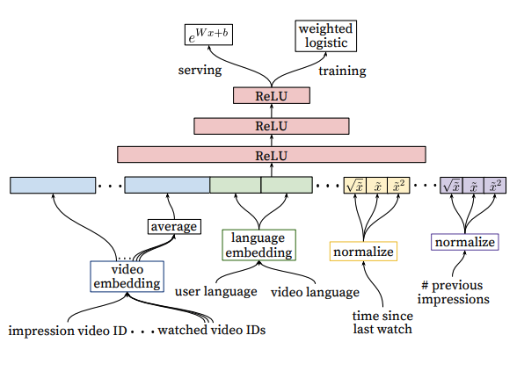 e^{Wx+b}
weighted
logistic
serving
training
ReLU
ReLU
ReLU
• • •
• • •
√x̃ x̃ x̃²
• • •
√x̃ x̃ x̃²
average
. . .
video
embedding
language
embedding
normalize
normalize
user language
video language
# previous
impressions
time since
last watch
impression video ID • • • watched video IDs